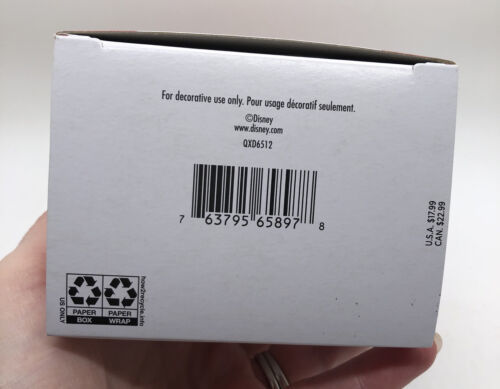 For decorative use only. Pour usage décoratif seulement.
©Disney
www.disney.com
QXD6512
7 63795 65897 8
U.S.A. $17.99
CAN. $22.99
how2recycle.info
PAPER PAPER
BOX WRAP
US ONLY